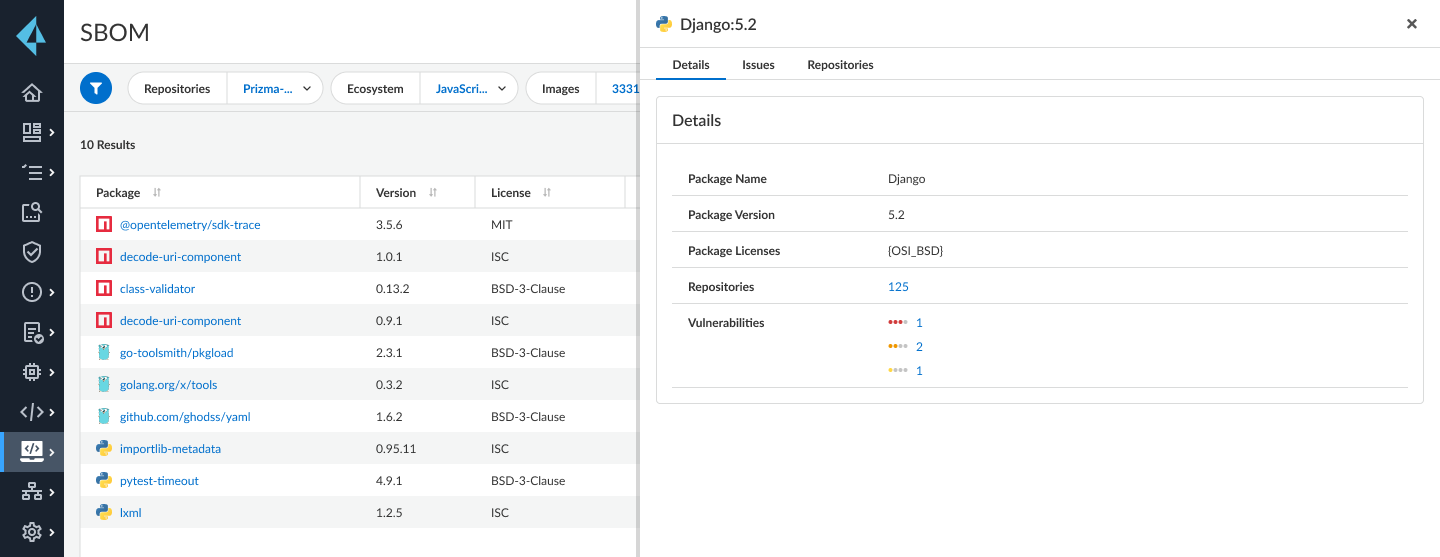 SBOM
Repositories Prizma-... Ecosystem JavaScri... Images 3331
10 Results
Package Version License
@opentelemetry/sdk-trace 3.5.6 MIT
decode-uri-component 1.0.1 ISC
class-validator 0.13.2 BSD-3-Clause
decode-uri-component 0.9.1 ISC
go-toolsmith/pkgload 2.3.1 BSD-3-Clause
golang.org/x/tools 0.3.2 ISC
github.com/ghodss/yaml 1.6.2 BSD-3-Clause
importlib-metadata 0.95.11 ISC
pytest-timeout 4.9.1 BSD-3-Clause
lxml 1.2.5 ISC
Django:5.2
Details Issues Repositories
Details
Package Name Django
Package Version 5.2
Package Licenses {OSI_BSD}
Repositories 125
Vulnerabilities 1
2
1